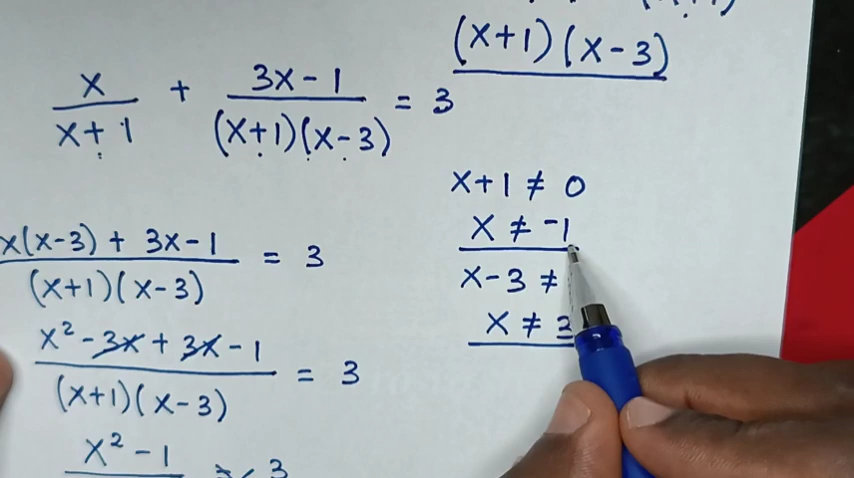 (x+1)(x-3)
x/(x+1) + (3x-1)/((x+1)(x-3)) = 3
x+1 ≠ 0
x ≠ -1
x-3 ≠
x ≠ 3
(x(x-3) + 3x-1)/((x+1)(x-3)) = 3
(x² - 3x + 3x - 1)/((x+1)(x-3)) = 3
x² - 1
3